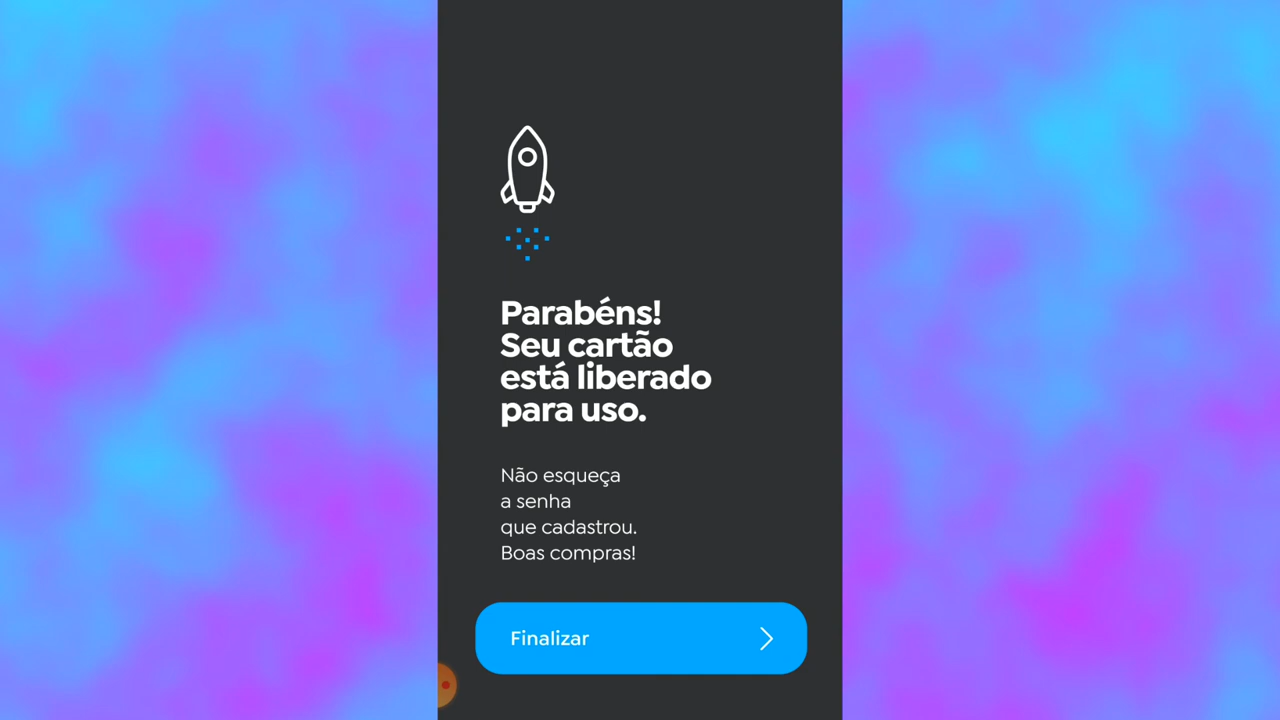 Parabéns!
Seu cartão
está liberado
para uso.
Não esqueça
a senha
que cadastrou.
Boas compras!
Finalizar